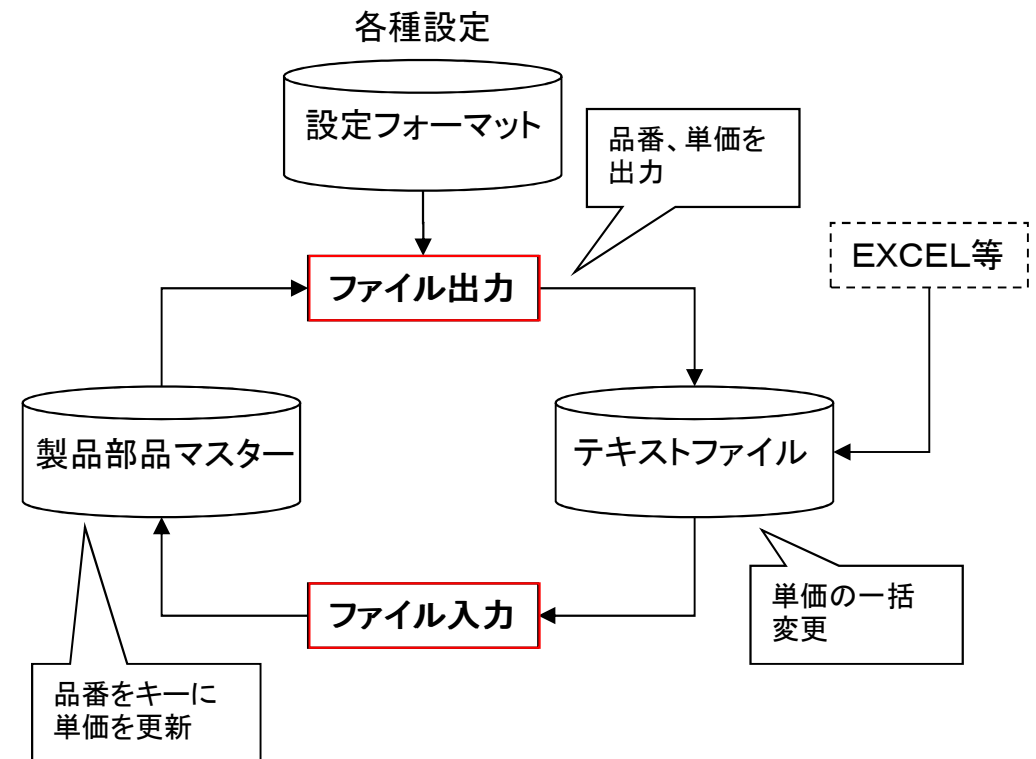 各種設定
設定フォーマット
品番、単価を
出力
EXCEL等
ファイル出力
製品部品マスター
テキストファイル
単価の一括
変更
ファイル入力
品番をキーに
単価を更新